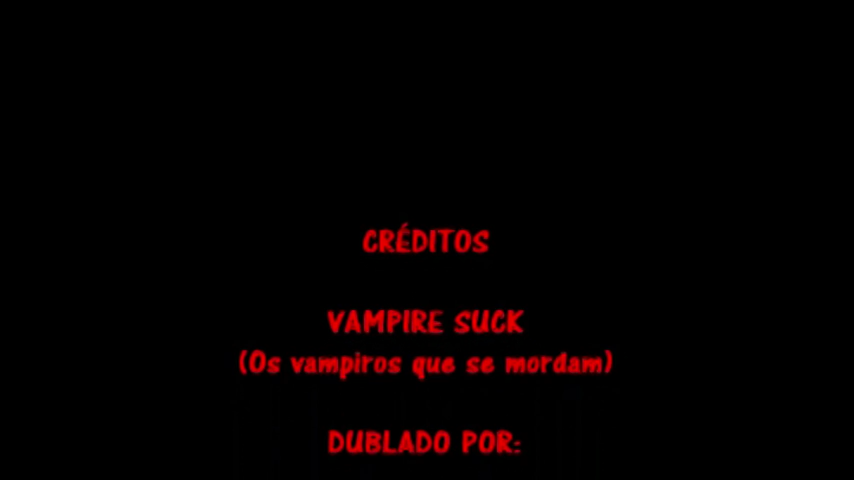 CRÉDITOS
VAMPIRE SUCK
(Os vampiros que se mordam)
DUBLADO POR: